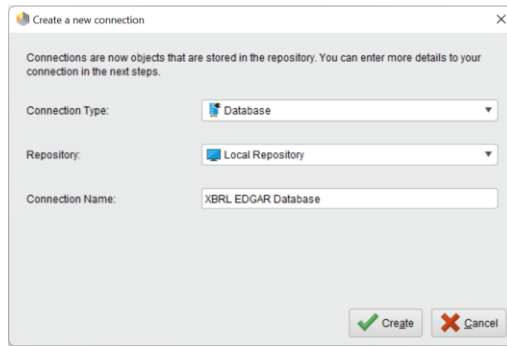 Create a new connection
Connections are now objects that are stored in the repository. You can enter more details to your
connection in the next steps.
Connection Type:
Database
Repository:
Local Repository
Connection Name:
XBRL EDGAR Database
Create
Cancel